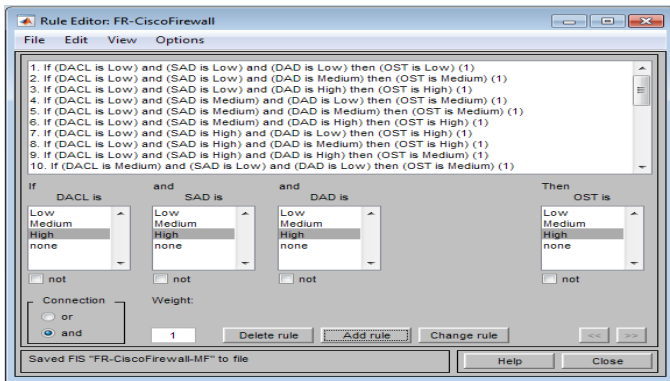 Rule Editor: FR-CiscoFirewall
File Edit View Options
1. If (DACL is Low) and (SAD is Low) and (DAD is Low) then (OST is Low) (1)
2. If (DACL is Low) and (SAD is Low) and (DAD is Medium) then (OST is Medium) (1)
3. If (DACL is Low) and (SAD is Low) and (DAD is High) then (OST is High) (1)
4. If (DACL is Low) and (SAD is Medium) and (DAD is Low) then (OST is Medium) (1)
5. If (DACL is Low) and (SAD is Medium) and (DAD is Medium) then (OST is Medium) (1)
6. If (DACL is Low) and (SAD is Medium) and (DAD is High) then (OST is High) (1)
7. If (DACL is Low) and (SAD is High) and (DAD is Low) then (OST is High) (1)
8. If (DACL is Low) and (SAD is High) and (DAD is Medium) then (OST is High) (1)
9. If (DACL is Low) and (SAD is High) and (DAD is High) then (OST is Medium) (1)
10. If (DACL is Medium) and (SAD is Low) and (DAD is Low) then (OST is Medium) (1)
If and and Then
DACL is SAD is DAD is OST is
Low Low Low Low
Medium Medium Medium Medium
High High High High
none none none none
not not not not
Connection Weight:
or
and 1 Delete rule Add rule Change rule << >>
Saved FIS "FR-CiscoFirewall-MF" to file Help Close